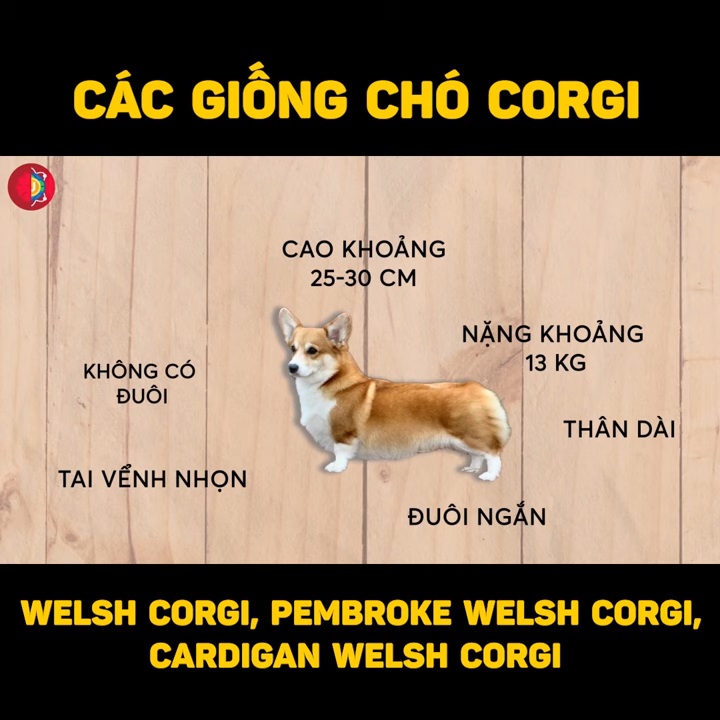 CÁC GIỐNG CHÓ CORGI
CAO KHOẢNG
25-30 CM
NẶNG KHOẢNG
13 KG
KHÔNG CÓ
ĐUÔI
THÂN DÀI
TAI VỂNH NHỌN
ĐUÔI NGẮN
WELSH CORGI, PEMBROKE WELSH CORGI,
CARDIGAN WELSH CORGI